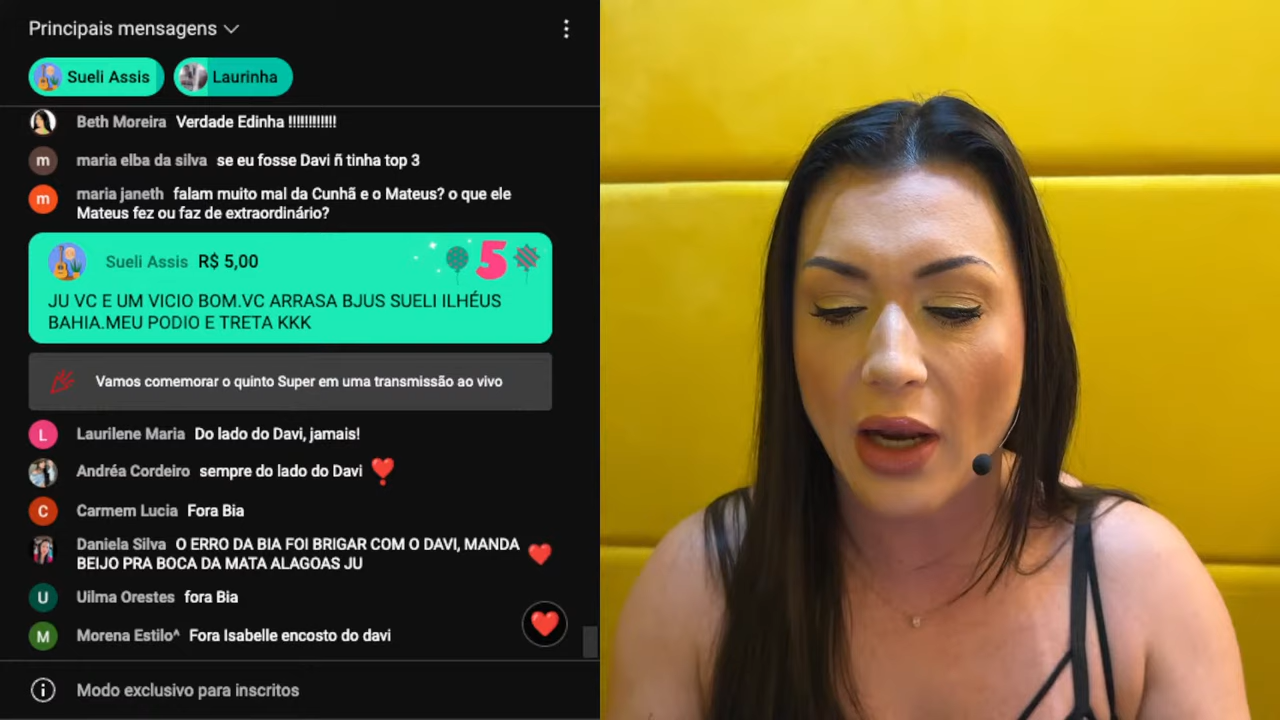 Principais mensagens
Sueli Assis Laurinha
Beth Moreira Verdade Edinha !!!!!!!!!!!!
m maria elba da silva se eu fosse Davi ñ tinha top 3
m maria janeth falam muito mal da Cunhã e o Mateus? o que ele
Mateus fez ou faz de extraordinário?
Sueli Assis R$ 5,00 5
JU VC E UM VICIO BOM.VC ARRASA BJUS SUELI ILHÉUS
BAHIA.MEU PODIO E TRETA KKK
Vamos comemorar o quinto Super em uma transmissão ao vivo
L Laurilene Maria Do lado do Davi, jamais!
Andréa Cordeiro sempre do lado do Davi
C Carmem Lucia Fora Bia
Daniela Silva O ERRO DA BIA FOI BRIGAR COM O DAVI, MANDA
BEIJO PRA BOCA DA MATA ALAGOAS JU
U Uilma Orestes fora Bia
M Morena Estilo^ Fora Isabelle encosto do davi
Modo exclusivo para inscritos